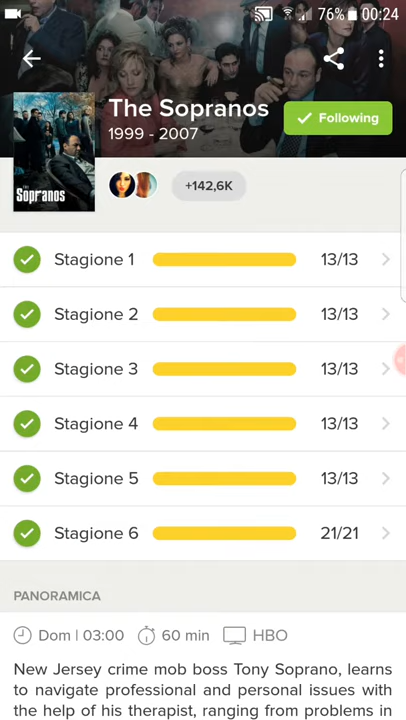 76% 00:24
The Sopranos
1999 - 2007
Following
THE
Sopranos
+142,6K
Stagione 1 13/13
Stagione 2 13/13
Stagione 3 13/13
Stagione 4 13/13
Stagione 5 13/13
Stagione 6 21/21
PANORAMICA
Dom | 03:00 60 min HBO
New Jersey crime mob boss Tony Soprano, learns
to navigate professional and personal issues with
the help of his therapist, ranging from problems in